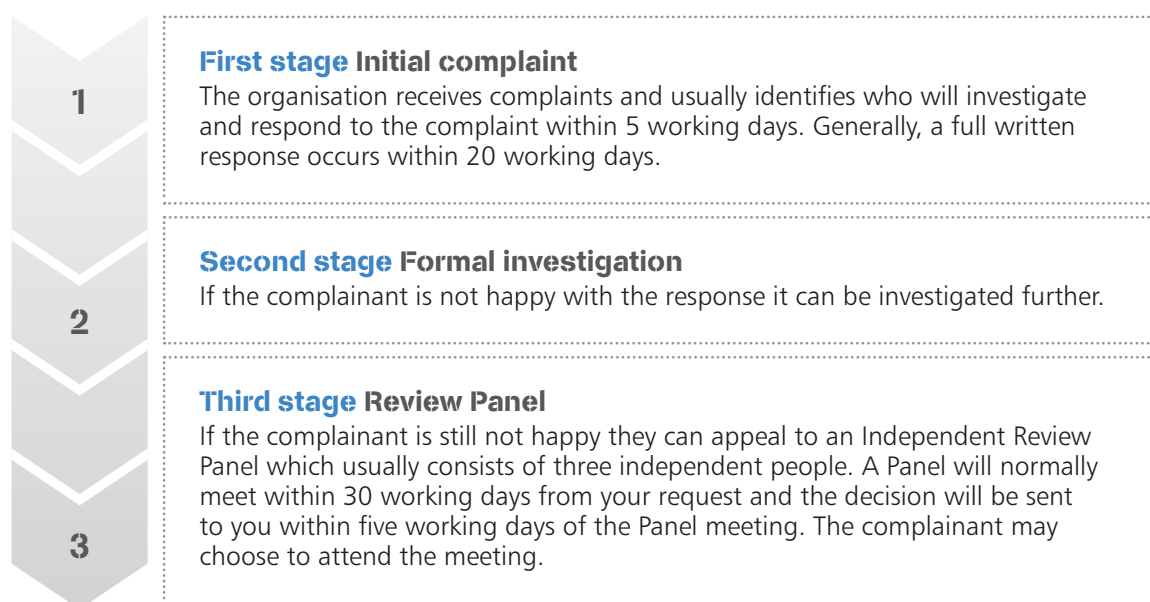 1
First stage Initial complaint
The organisation receives complaints and usually identifies who will investigate
and respond to the complaint within 5 working days. Generally, a full written
response occurs within 20 working days.
2
Second stage Formal investigation
If the complainant is not happy with the response it can be investigated further.
3
Third stage Review Panel
If the complainant is still not happy they can appeal to an Independent Review
Panel which usually consists of three independent people. A Panel will normally
meet within 30 working days from your request and the decision will be sent
to you within five working days of the Panel meeting. The complainant may
choose to attend the meeting.